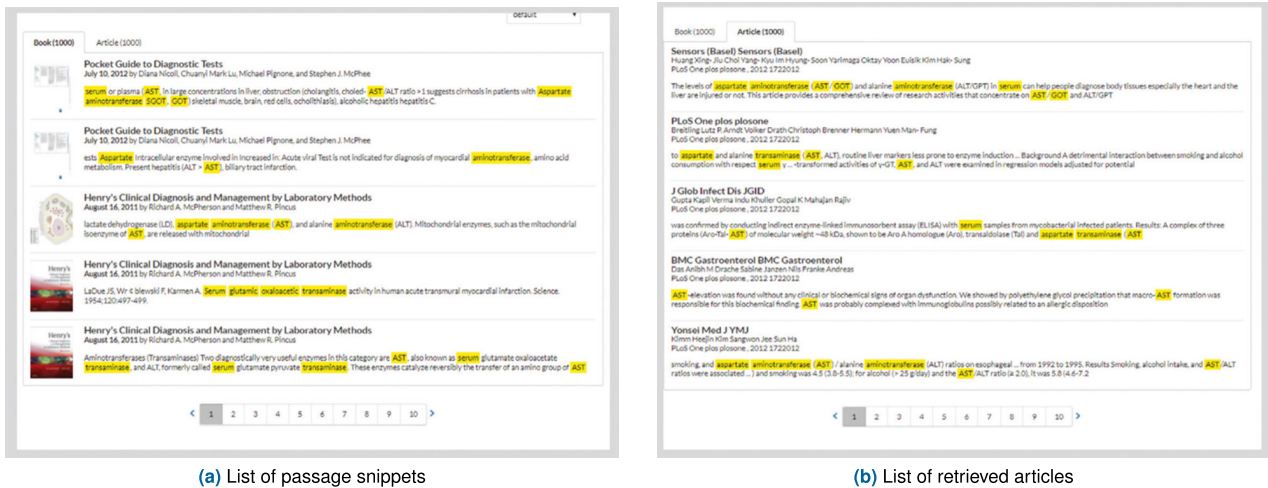 default
Book (1000) Article (1000)
Pocket Guide to Diagnostic Tests
July 10, 2012 by Diana Nicoll, Chuanyi Mark Lu, Michael Pignone, and Stephen J. McPhee
serum or plasma (AST, in large concentrations in liver, obstruction (cholangitis, choled- AST/ALT ratio >1 suggests cirrhosis in patients with Aspartate
aminotransferase SGOT, GOT) skeletal muscle, brain, red cells, ocholithiasis), alcoholic hepatitis hepatitis C.
Pocket Guide to Diagnostic Tests
July 10, 2012 by Diana Nicoll, Chuanyi Mark Lu, Michael Pignone, and Stephen J. McPhee
ests Aspartate Intracellular enzyme involved in Increased in: Acute viral Test is not indicated for diagnosis of myocardial aminotransferase, amino acid
metabolism. Present hepatitis (ALT > AST), biliary tract infarction.
Henry's Clinical Diagnosis and Management by Laboratory Methods
August 16, 2011 by Richard A. McPherson and Matthew R. Pincus
lactate dehydrogenase (LD), aspartate aminotransferase (AST), and alanine aminotransferase (ALT). Mitochondrial enzymes, such as the mitochondrial
isoenzyme of AST, are released with mitochondrial
Henry's
Henry's Clinical Diagnosis and Management by Laboratory Methods
August 16, 2011 by Richard A. McPherson and Matthew R. Pincus
LaDue JS, Wr 4 blewski F, Karmen A. Serum glutamic oxaloacetic transaminase activity in human acute transmural myocardial infarction. Science.
1954;120:497-499.
Henry's
Henry's Clinical Diagnosis and Management by Laboratory Methods
August 16, 2011 by Richard A. McPherson and Matthew R. Pincus
Aminotransferases (Transaminases) Two diagnostically very useful enzymes in this category are AST, also known as serum glutamate oxaloacetate
transaminase, and ALT, formerly called serum glutamate pyruvate transaminase. These enzymes catalyze reversibly the transfer of an amino group of AST
< 1 2 3 4 5 6 7 8 9 10 >
(a) List of passage snippets
Book (1000) Article (1000)
Sensors (Basel) Sensors (Basel)
Huang Xing- Jiu Choi Yang- Kyu Im Hyung- Soon Yarimaga Oktay Yoon Euisik Kim Hak- Sung
PLoS One plos plosone , 2012 1722012
The levels of aspartate aminotransferase (AST/GOT) and alanine aminotransferase (ALT/GPT) in serum can help people diagnose body tissues especially the heart and the
liver are injured or not. This article provides a comprehensive review of research activities that concentrate on AST/GOT and ALT/GPT
PLoS One plos plosone
Breitling Lutz P. Arndt Volker Drath Christoph Brenner Hermann Yuen Man- Fung
PLoS One plos plosone , 2012 1722012
to aspartate and alanine transaminase (AST, ALT), routine liver markers less prone to enzyme induction ... Background A detrimental interaction between smoking and alcohol
consumption with respect serum γ ... -transformed activities of γ-GT, AST, and ALT were examined in regression models adjusted for potential
J Glob Infect Dis JGID
Gupta Kapil Verma Indu Khuller Gopal K Mahajan Rajiv
PLoS One plos plosone , 2012 1722012
was confirmed by conducting indirect enzyme-linked immunosorbent assay (ELISA) with serum samples from mycobacterial infected patients. Results: A complex of three
proteins (Aro-Tal- AST) of molecular weight ~48 kDa, shown to be Aro A homologue (Aro), transaldolase (Tal) and aspartate transaminase (AST
BMC Gastroenterol BMC Gastroenterol
Das Anibh M Drache Sabine Janzen Nils Franke Andreas
PLoS One plos plosone , 2012 1722012
AST-elevation was found without any clinical or biochemical signs of organ dysfunction. We showed by polyethylene glycol precipitation that macro- AST formation was
responsible for this biochemical finding. AST was probably complexed with immunoglobulins possibly related to an allergic disposition
Yonsei Med J YMJ
Kimm Heejin Kim Sangwon Jee Sun Ha
PLoS One plos plosone , 2012 1722012
smoking, and aspartate aminotransferase (AST) / alanine aminotransferase (ALT) ratios on esophageal ... from 1992 to 1995. Results Smoking, alcohol intake, and AST/ALT
ratios were associated ...) and smoking was 4.5 (3.8-5.5); for alcohol (> 25 g/day) and the AST/ALT ratio (≥ 2.0), it was 5.8 (4.6-7.2
< 1 2 3 4 5 6 7 8 9 10 >
(b) List of retrieved articles